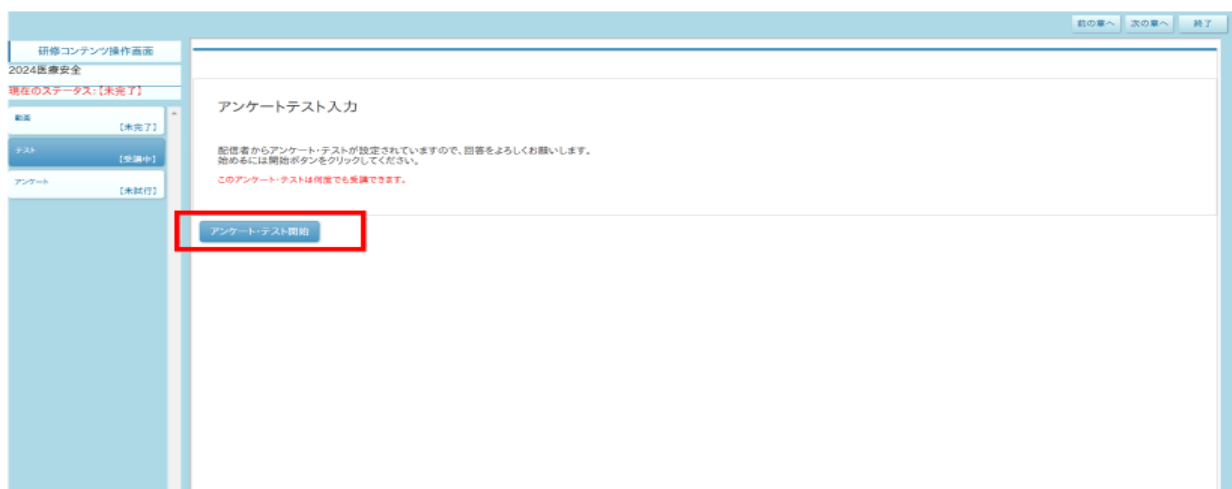 前の章へ 次の章へ 終了
研修コンテンツ操作画面
2024医療安全
現在のステータス:【未完了】
動画
【未完了】
テスト
【受講中】
アンケート
【未試行】
アンケートテスト入力
配信者からアンケート・テストが設定されていますので、回答をよろしくお願いします。
始めるには開始ボタンをクリックしてください。
このアンケート・テストは何度でも受講できます。
アンケート・テスト開始